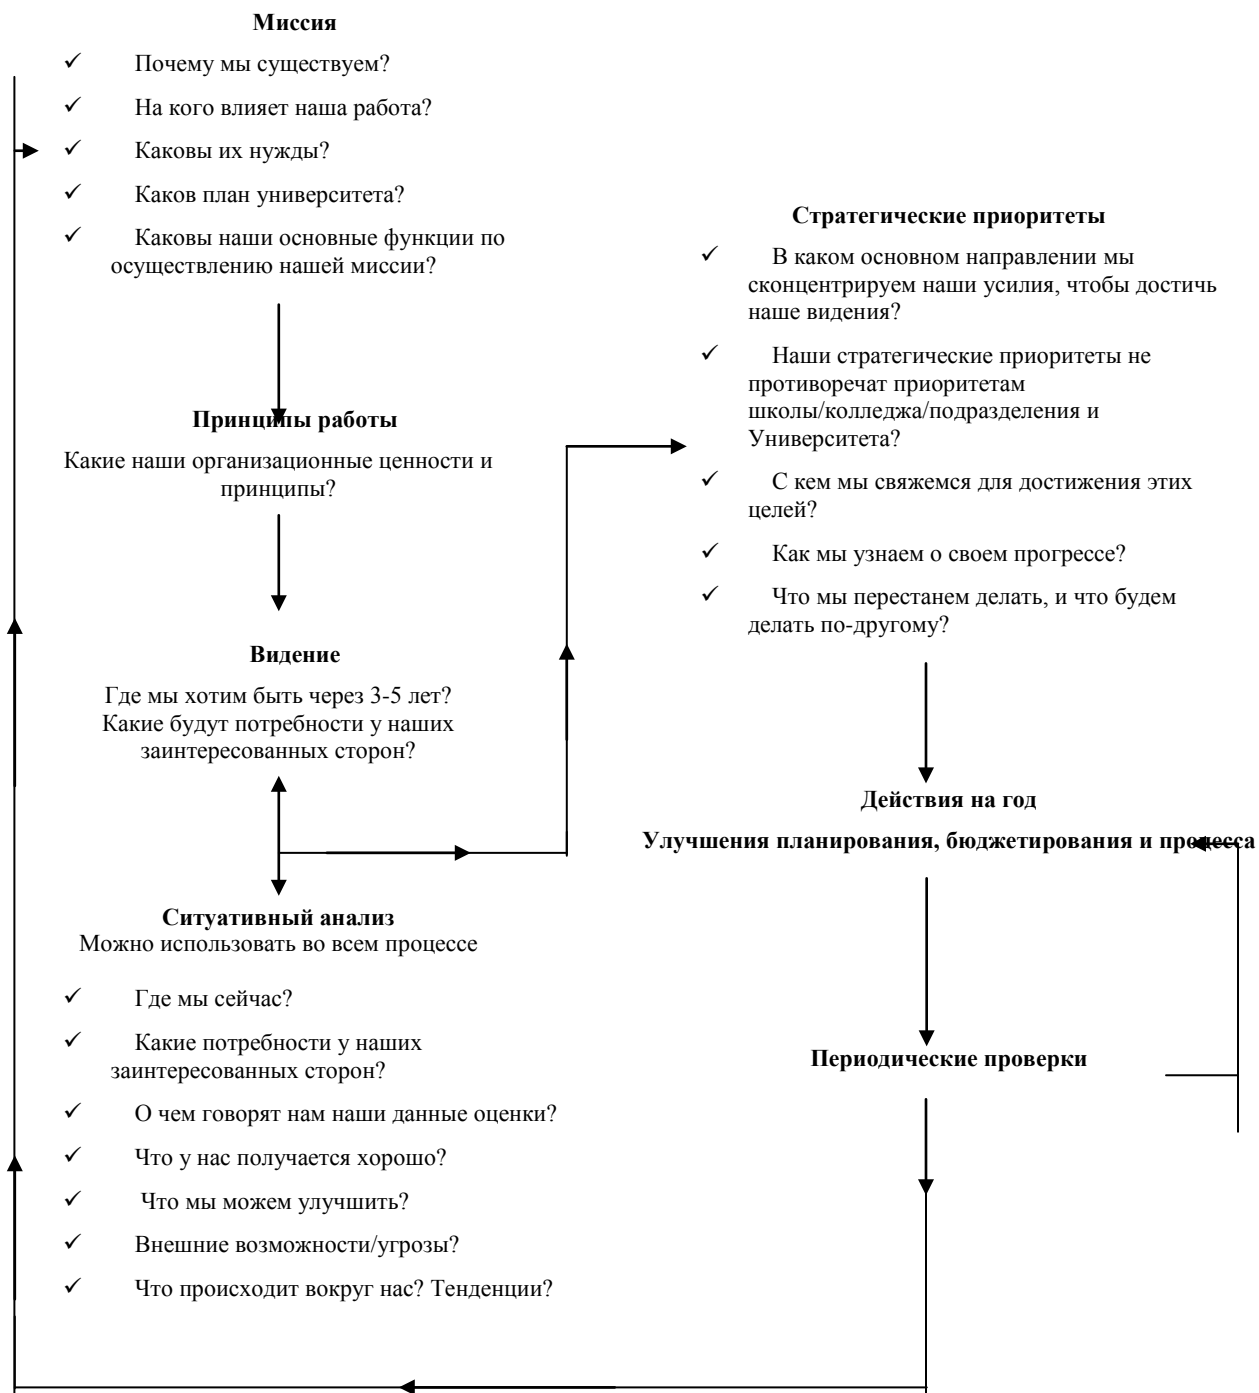 Миссия
✓ Почему мы существуем?
✓ На кого влияет наша работа?
✓ Каковы их нужды?
✓ Каков план университета?
✓ Каковы наши основные функции по
осуществлению нашей миссии?
Принципы работы
Какие наши организационные ценности и
принципы?
Видение
Где мы хотим быть через 3-5 лет?
Какие будут потребности у наших
заинтересованных сторон?
Ситуативный анализ
Можно использовать во всем процессе
✓ Где мы сейчас?
✓ Какие потребности у наших
заинтересованных сторон?
✓ О чем говорят нам наши данные оценки?
✓ Что у нас получается хорошо?
✓ Что мы можем улучшить?
✓ Внешние возможности/угрозы?
✓ Что происходит вокруг нас? Тенденции?
Стратегические приоритеты
✓ В каком основном направлении мы
сконцентрируем наши усилия, чтобы достичь
наше видения?
✓ Наши стратегические приоритеты не
противоречат приоритетам
школы/колледжа/подразделения и
Университета?
✓ С кем мы свяжемся для достижения этих
целей?
✓ Как мы узнаем о своем прогрессе?
✓ Что мы перестанем делать, и что будем
делать по-другому?
Действия на год
Улучшения планирования, бюджетирования и процесса
Периодические проверки